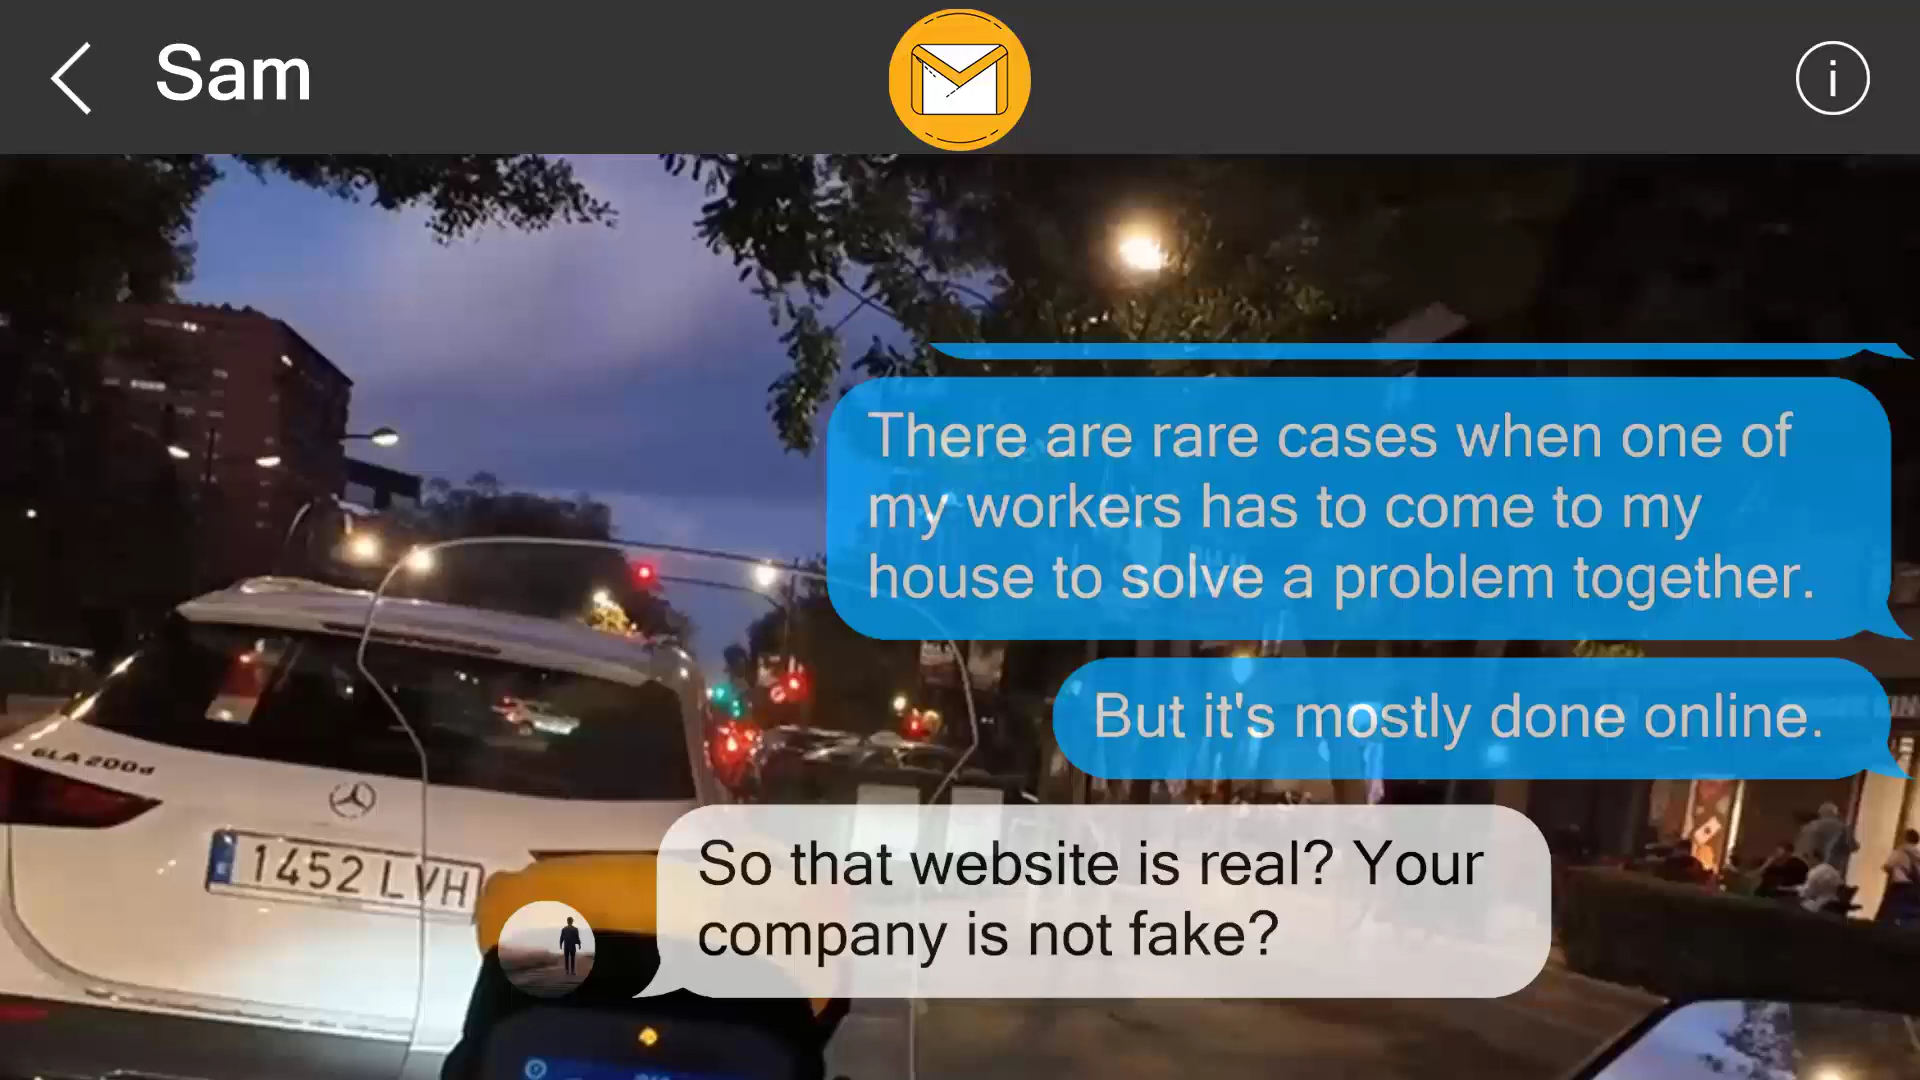 Sam
i
There are rare cases when one of
my workers has to come to my
house to solve a problem together.
But it's mostly done online.
GLA 200d
So that website is real? Your
company is not fake?
1452 LVH